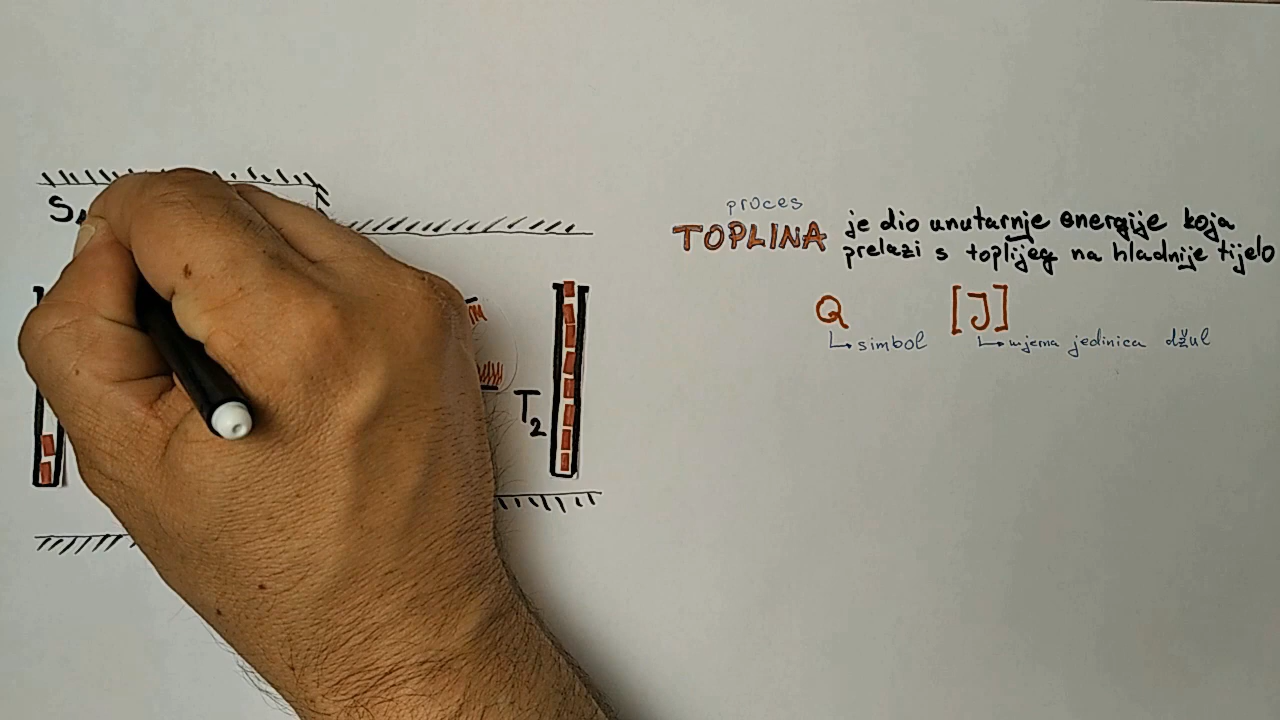 S
proces
TOPLINA je dio unutarnje energije koja
prelazi s toplijeg na hladnije tijelo
Q [J]
simbol mjerna jedinica džul
T2